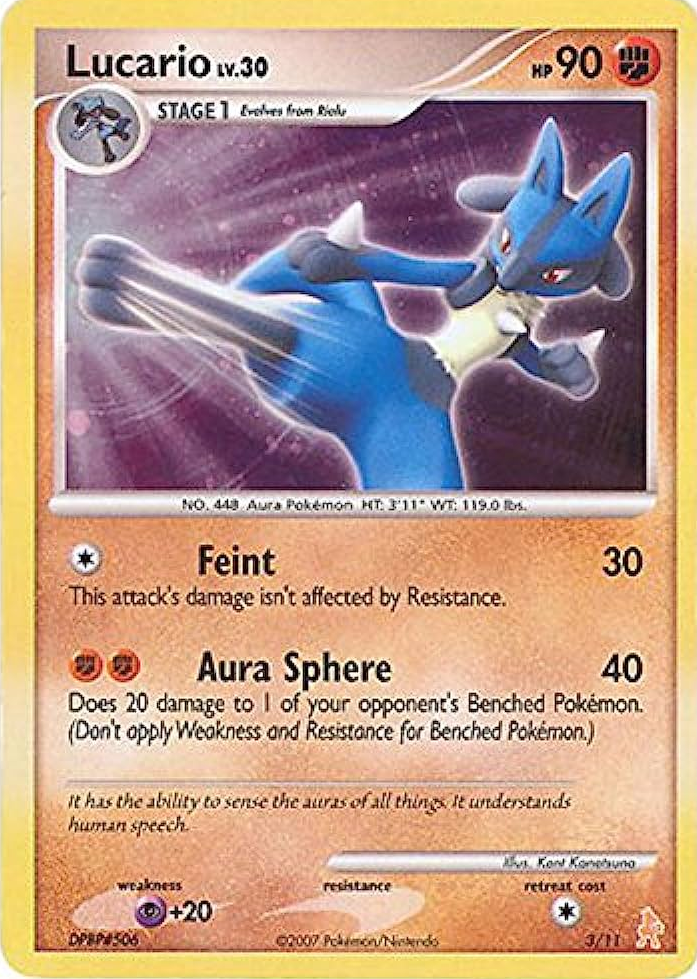 Lucario LV.30 HP 90
STAGE 1 Evolves from Riolu
NO. 448 Aura Pokémon HT: 3'11" WT: 119.0 lbs.
Feint 30
This attack's damage isn't affected by Resistance.
Aura Sphere 40
Does 20 damage to 1 of your opponent's Benched Pokémon.
(Don't apply Weakness and Resistance for Benched Pokémon.)
It has the ability to sense the auras of all things. It understands
human speech.
Illus. Kent Kanetsuna
weakness resistance retreat cost
+20
DPBP#506 ©2007 Pokémon/Nintendo 3/11